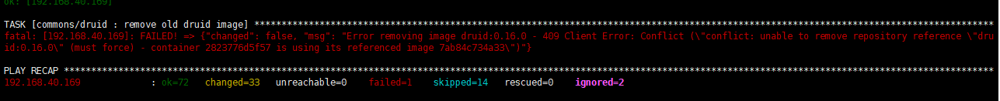 ok: [192.168.40.169]
TASK [commons/druid : remove old druid image] ****************************************************************************************************************************************
fatal: [192.168.40.169]: FAILED! => {"changed": false, "msg": "Error removing image druid:0.16.0 - 409 Client Error: Conflict (\"conflict: unable to remove repository reference \"dru
id:0.16.0\" (must force) - container 2823776d5f57 is using its referenced image 7ab84c734a33\")"}
PLAY RECAP ***************************************************************************************************************************************************************************
192.168.40.169 : ok=72 changed=33 unreachable=0 failed=1 skipped=14 rescued=0 ignored=2